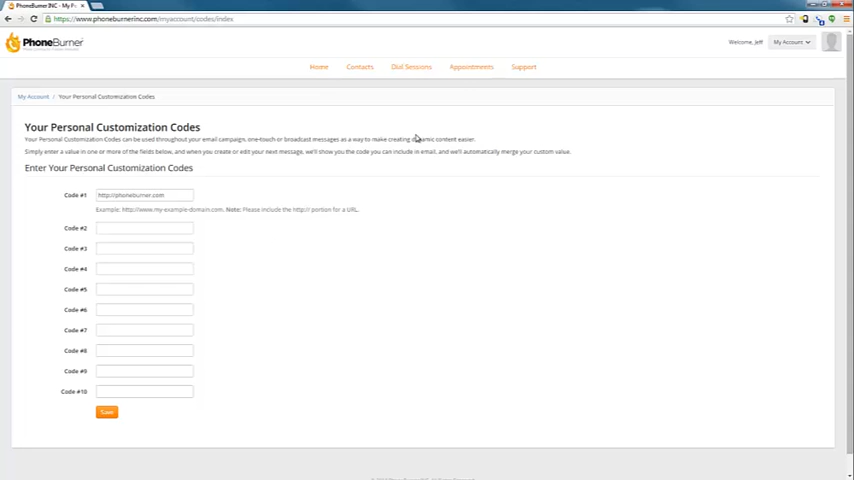 PhoneBurner INC - My P
https://www.phoneburnerinc.com/myaccount/codes/index
PhoneBurner
Welcome, Jeff
My Account
Home
Contacts
Dial Sessions
Appointments
Support
My Account / Your Personal Customization Codes
Your Personal Customization Codes
Your Personal Customization Codes can be used throughout your email campaign, one-touch or broadcast messages as a way to make creating dynamic content easier.
Simply enter a value in one or more of the fields below, and when you create or edit your next message, we'll show you the code you can include in email, and we'll automatically merge your custom value.
Enter Your Personal Customization Codes
Code #1
http://phoneburner.com
Example: http://www.my-example-domain.com. Note: Please include the http:// portion for a URL.
Code #2
Code #3
Code #4
Code #5
Code #6
Code #7
Code #8
Code #9
Code #10
Save